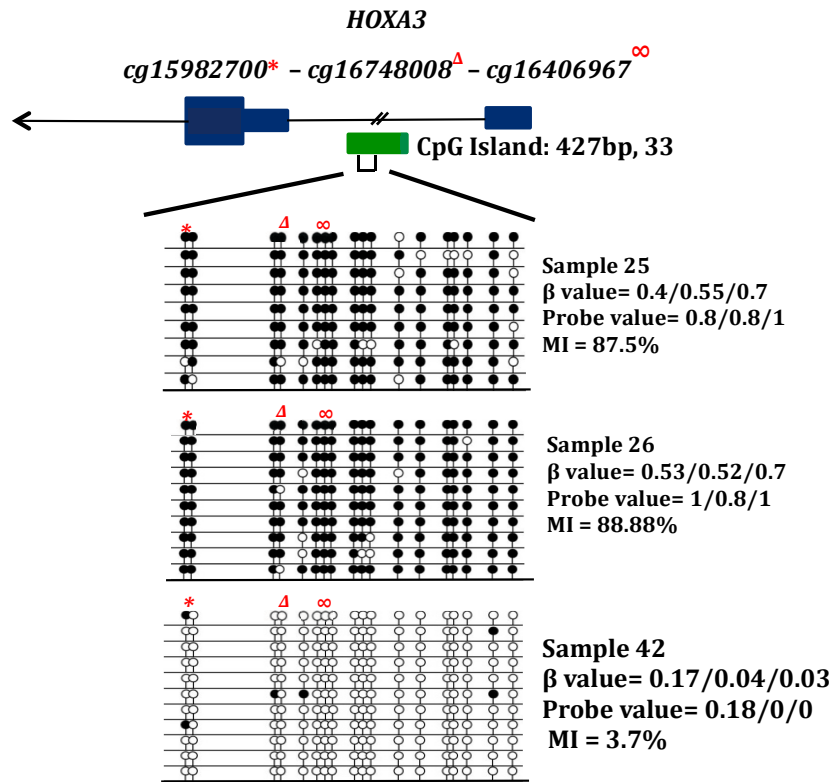 HOXA3
cg15982700* – cg16748008Δ – cg16406967∞
CpG Island: 427bp, 33
* Δ ∞
Sample 25
β value= 0.4/0.55/0.7
Probe value= 0.8/0.8/1
MI = 87.5%
* Δ ∞
Sample 26
β value= 0.53/0.52/0.7
Probe value= 1/0.8/1
MI = 88.88%
* Δ ∞
Sample 42
β value= 0.17/0.04/0.03
Probe value= 0.18/0/0
MI = 3.7%